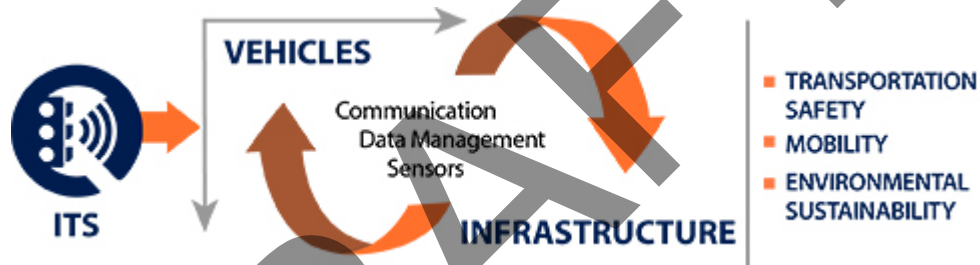 ITS
VEHICLES
Communication
Data Management
Sensors
INFRASTRUCTURE
TRANSPORTATION
SAFETY
MOBILITY
ENVIRONMENTAL
SUSTAINABILITY